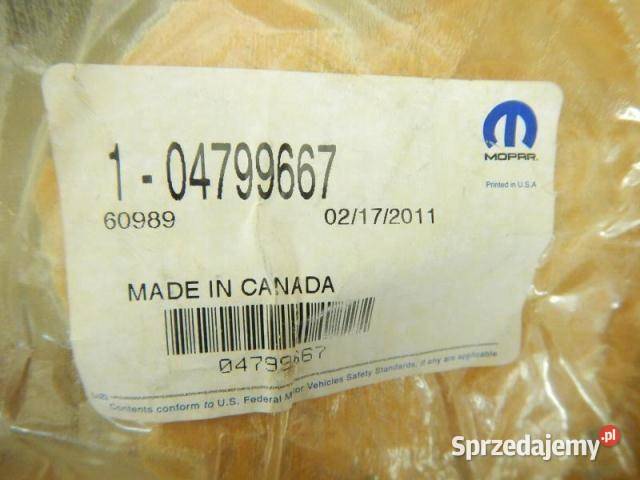 MOPAR
Printed in U.S.A
1 - 04799667
60989 02/17/2011
MADE IN CANADA
04799667
Contents conform to U.S. Federal Motor Vehicles Safety Standards, if any are applicable
Sprzedajemy.pl